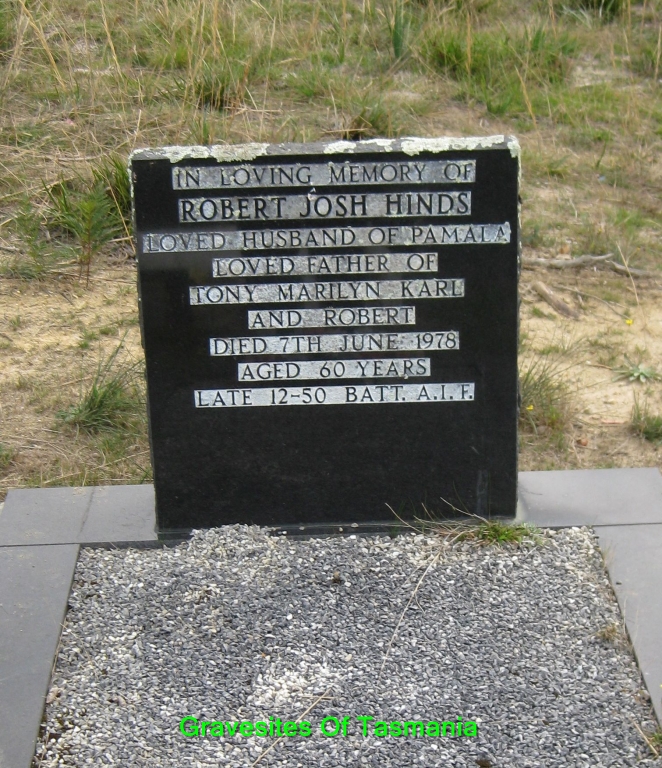 IN LOVING MEMORY OF
ROBERT JOSH HINDS
LOVED HUSBAND OF PAMALA
LOVED FATHER OF
TONY MARILYN KARL
AND ROBERT
DIED 7TH JUNE 1978
AGED 60 YEARS
LATE 12-50 BATT. A.I.F.
Gravesites Of Tasmania